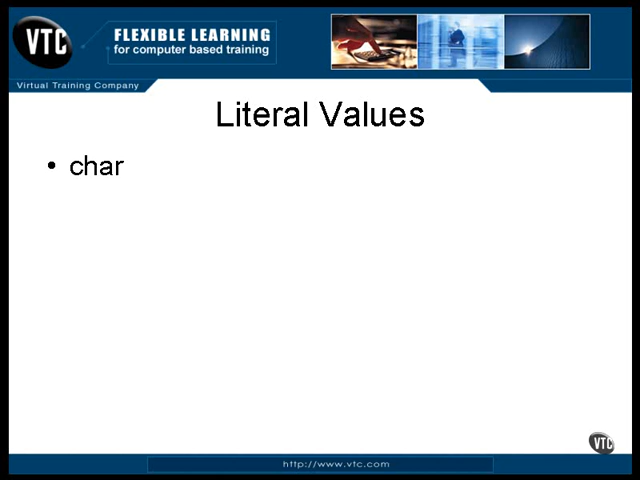 VTC
FLEXIBLE LEARNING
for computer based training
Virtual Training Company
Literal Values
• char
VTC
http://www.vtc.com